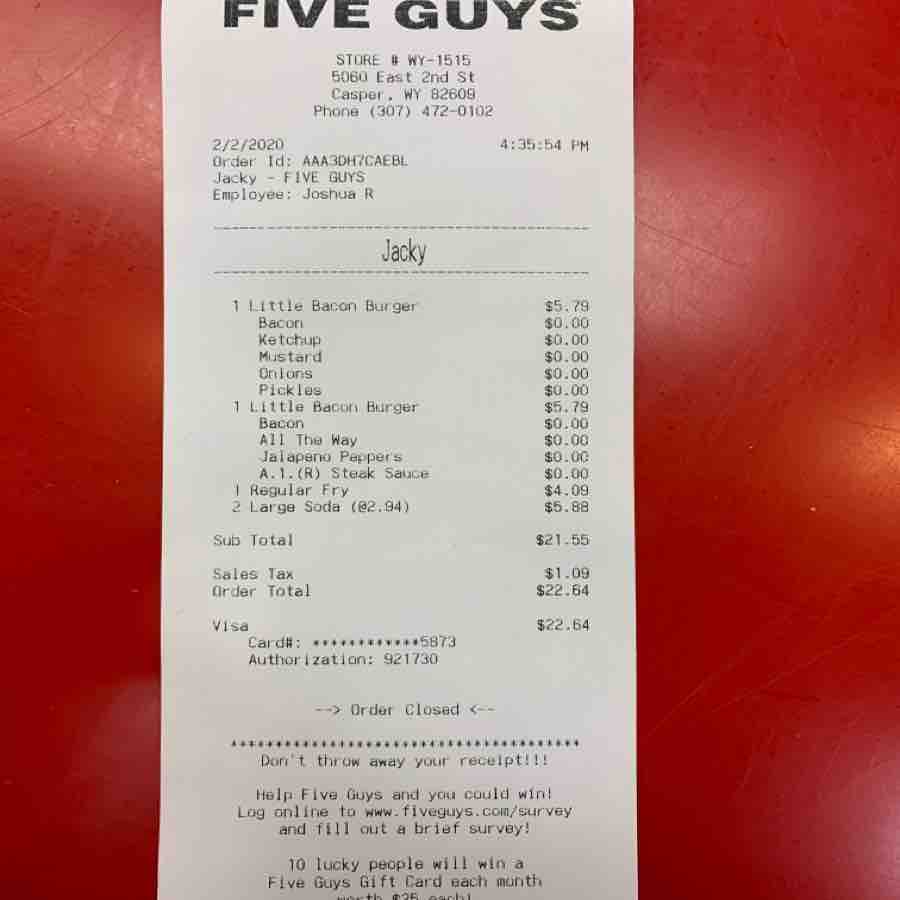 FIVE GUYS
STORE # WY-1515
5060 East 2nd St
Casper, WY 82609
Phone (307) 472-0102
2/2/2020 4:35:54 PM
Order Id: AAA3DH7CAEBL
Jacky - FIVE GUYS
Employee: Joshua R
Jacky
1 Little Bacon Burger $5.79
Bacon $0.00
Ketchup $0.00
Mustard $0.00
Onions $0.00
Pickles $0.00
1 Little Bacon Burger $5.79
Bacon $0.00
All The Way $0.00
Jalapeno Peppers $0.00
A.1.(R) Steak Sauce $0.00
1 Regular Fry $4.09
2 Large Soda (@2.94) $5.88
Sub Total $21.55
Sales Tax $1.09
Order Total $22.64
Visa $22.64
Card#: ************5873
Authorization: 921730
--> Order Closed <--
***************************************
Don't throw away your receipt!!!
Help Five Guys and you could win!
Log online to www.fiveguys.com/survey
and fill out a brief survey!
10 lucky people will win a
Five Guys Gift Card each month
worth $25 each!